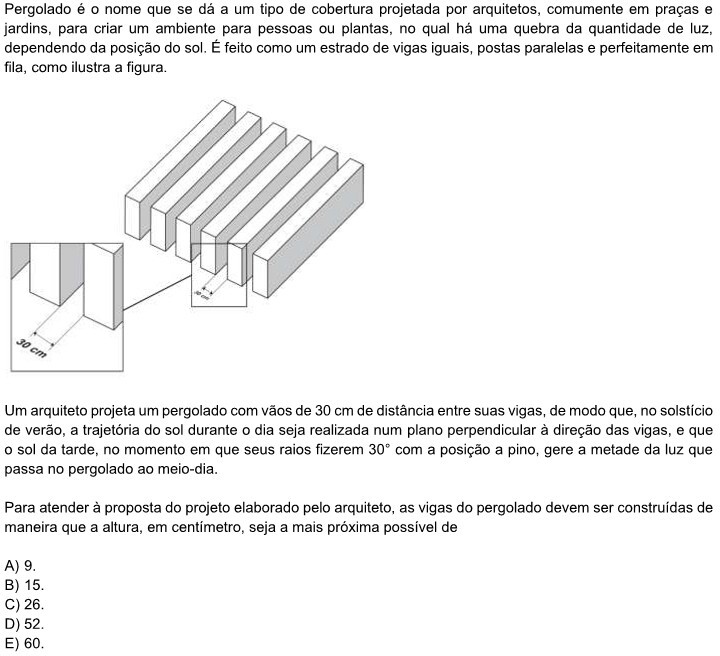 Pergolado é o nome que se dá a um tipo de cobertura projetada por arquitetos, comumente em praças e
jardins, para criar um ambiente para pessoas ou plantas, no qual há uma quebra da quantidade de luz,
dependendo da posição do sol. É feito como um estrado de vigas iguais, postas paralelas e perfeitamente em
fila, como ilustra a figura.
30 cm
30 cm
Um arquiteto projeta um pergolado com vãos de 30 cm de distância entre suas vigas, de modo que, no solstício
de verão, a trajetória do sol durante o dia seja realizada num plano perpendicular à direção das vigas, e que
o sol da tarde, no momento em que seus raios fizerem 30° com a posição a pino, gere a metade da luz que
passa no pergolado ao meio-dia.
Para atender à proposta do projeto elaborado pelo arquiteto, as vigas do pergolado devem ser construídas de
maneira que a altura, em centímetro, seja a mais próxima possível de
A) 9.
B) 15.
C) 26.
D) 52.
E) 60.